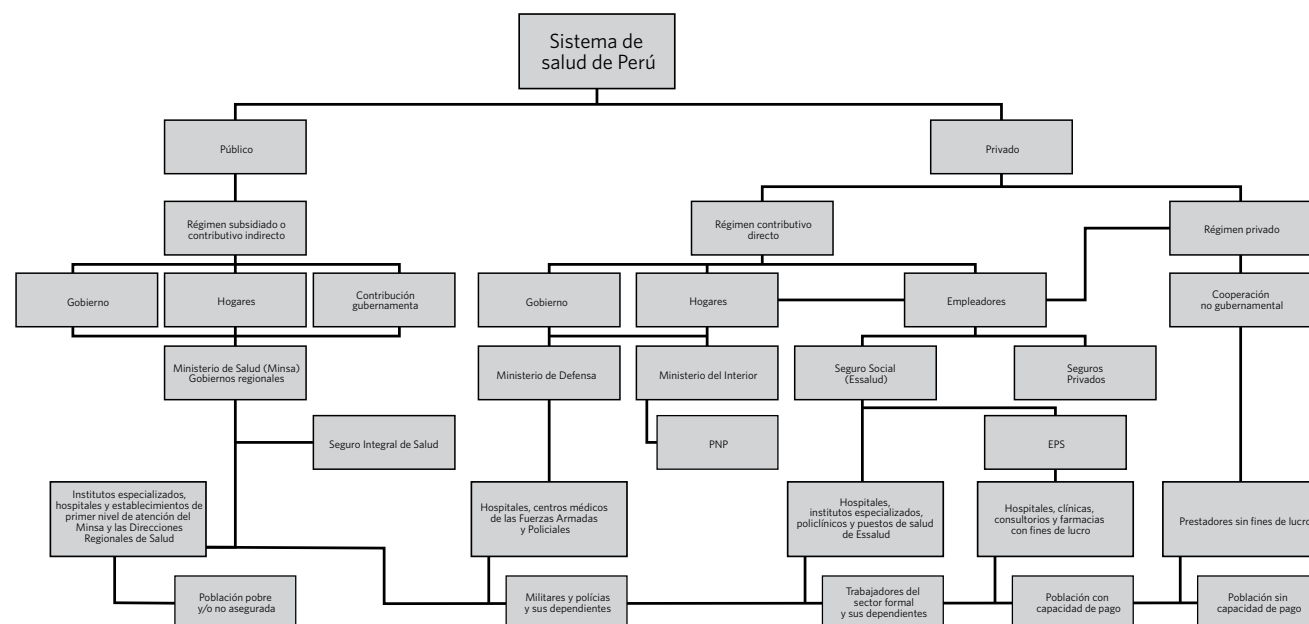 Sistema de
salud de Perú
Público
Privado
Régimen subsidiado o
contributivo indirecto
Régimen contributivo
directo
Régimen privado
Gobierno
Hogares
Contribución
gubernamenta
Gobierno
Hogares
Empleadores
Cooperación
no gubernamental
Ministerio de Salud (Minsa)
Gobiernos regionales
Ministerio de Defensa
Ministerio del Interior
Seguro Social
(Essalud)
Seguros
Privados
Seguro Integral de Salud
PNP
EPS
Institutos especializados,
hospitales y establecimientos de
primer nivel de atención del
Minsa y las Direcciones
Regionales de Salud
Hospitales, centros médicos
de las Fuerzas Armadas
y Policiales
Hospitales,
institutos especializados,
policlínicos y puestos de salud
de Essalud
Hospitales, clínicas,
consultorios y farmacias
con fines de lucro
Prestadores sin fines de lucro
Población pobre
y/o no asegurada
Militares y polícias
y sus dependientes
Trabajadores del
sector formal
y sus dependientes
Población con
capacidad de pago
Población sin
capacidad de pago